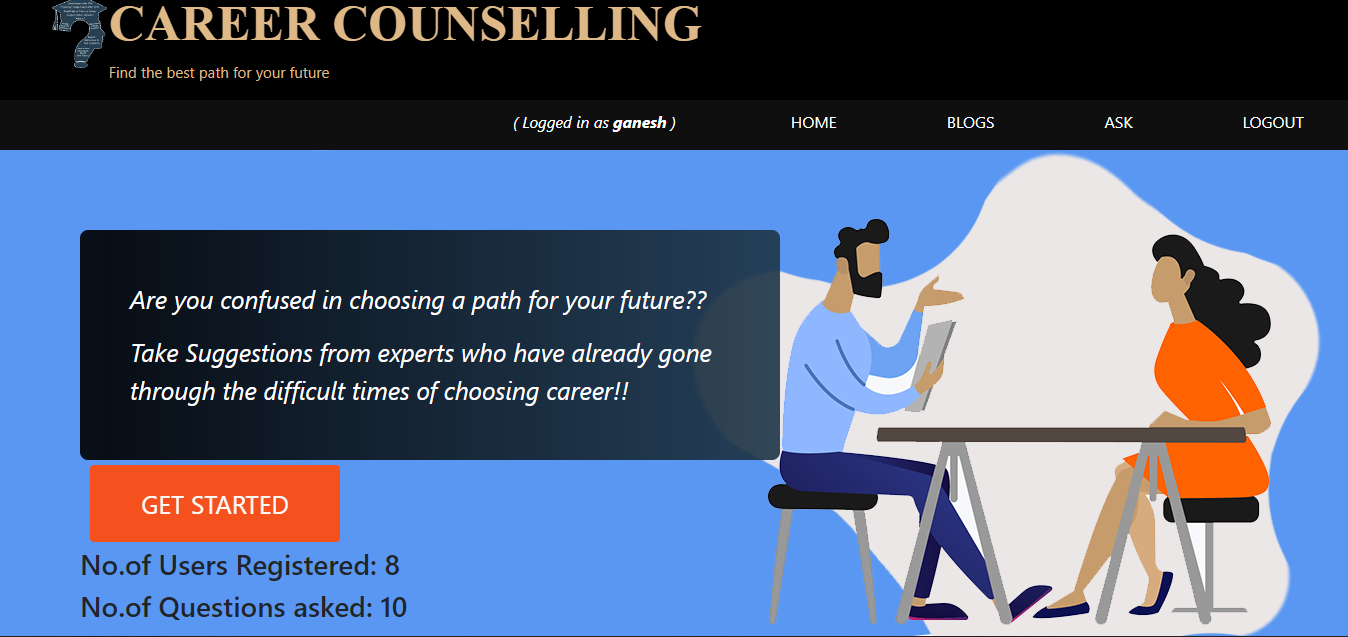 CAREER COUNSELLING
Find the best path for your future
( Logged in as ganesh )
HOME
BLOGS
ASK
LOGOUT
Are you confused in choosing a path for your future??
Take Suggestions from experts who have already gone
through the difficult times of choosing career!!
GET STARTED
No.of Users Registered: 8
No.of Questions asked: 10